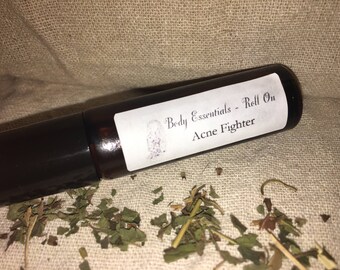 Body Essentials - Roll On
Acne Fighter